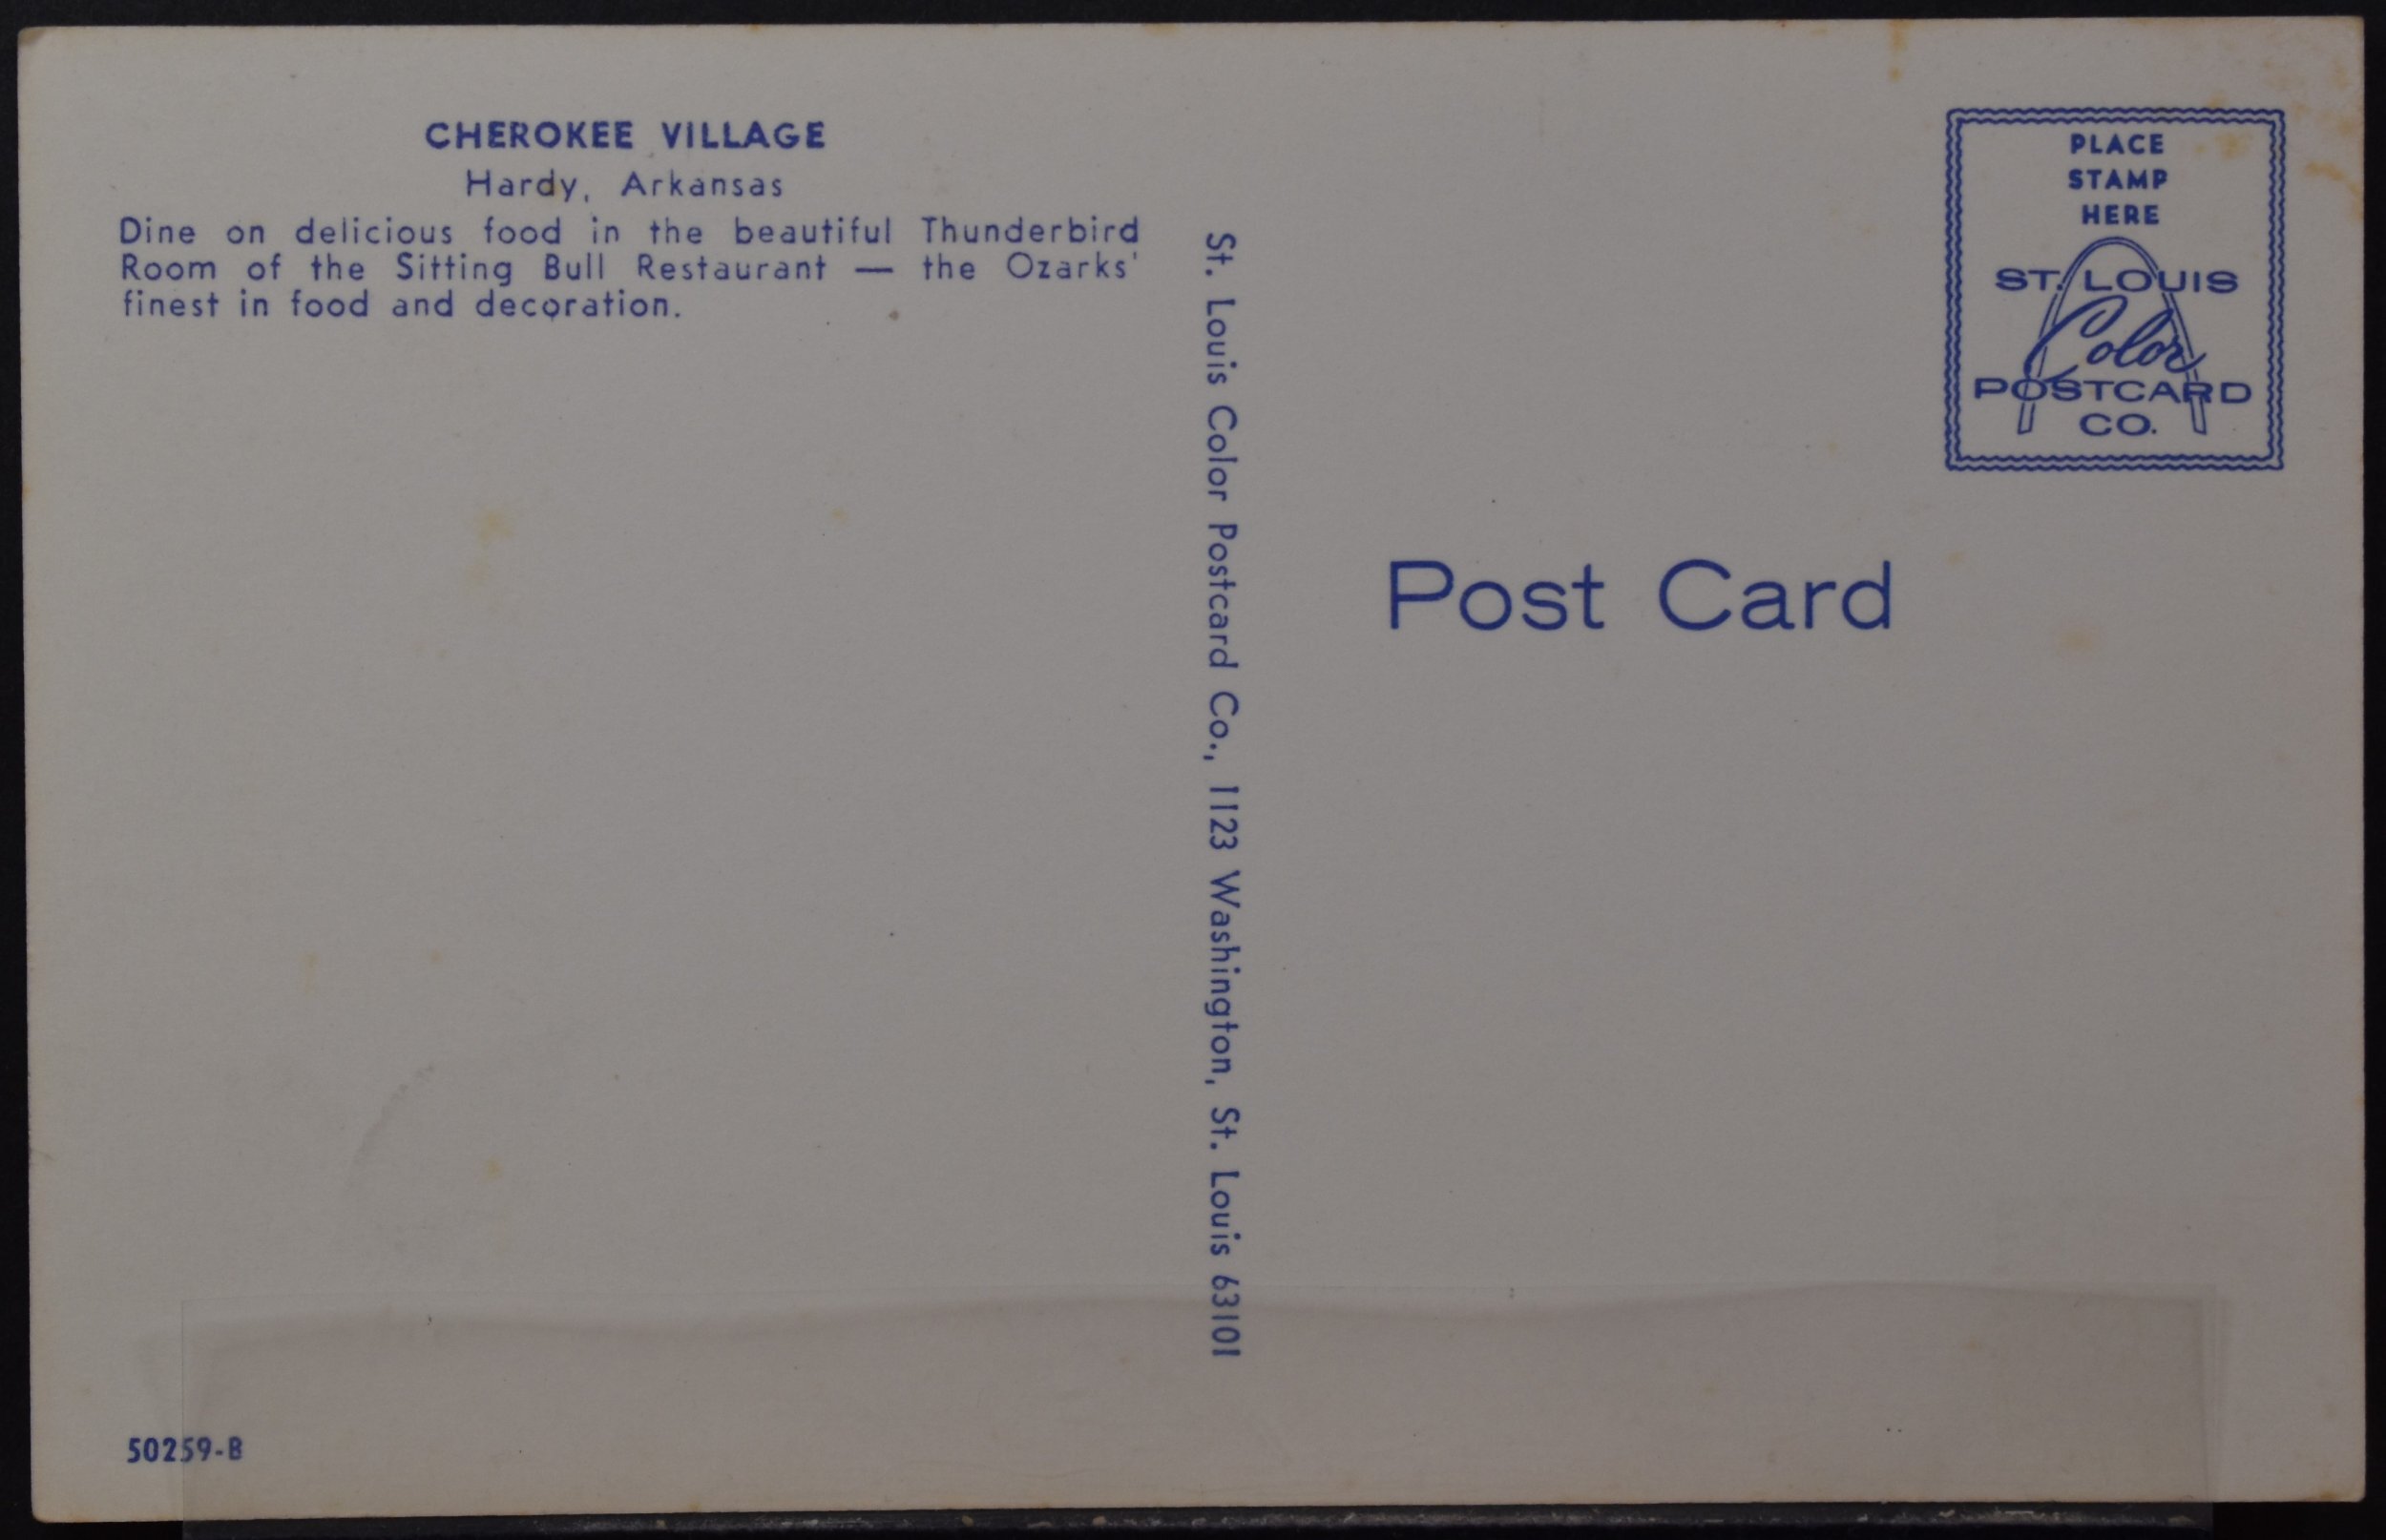 CHEROKEE VILLAGE
Hardy, Arkansas
Dine on delicious food in the beautiful Thunderbird
Room of the Sitting Bull Restaurant — the Ozarks'
finest in food and decoration.
50259-B
St. Louis Color Postcard Co., 1123 Washington, St. Louis 63101
PLACE
STAMP
HERE
ST. LOUIS
Color
POSTCARD
CO.
Post Card